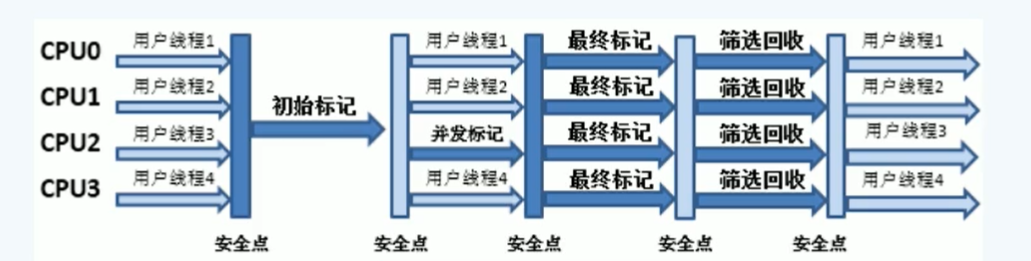 CPU0 用户线程1 用户线程1 最终标记 筛选回收 用户线程1
CPU1 用户线程2 初始标记 用户线程2 最终标记 筛选回收 用户线程2
CPU2 用户线程3 并发标记 最终标记 筛选回收 用户线程3
CPU3 用户线程4 用户线程4 最终标记 筛选回收 用户线程4
安全点 安全点 安全点 安全点 安全点